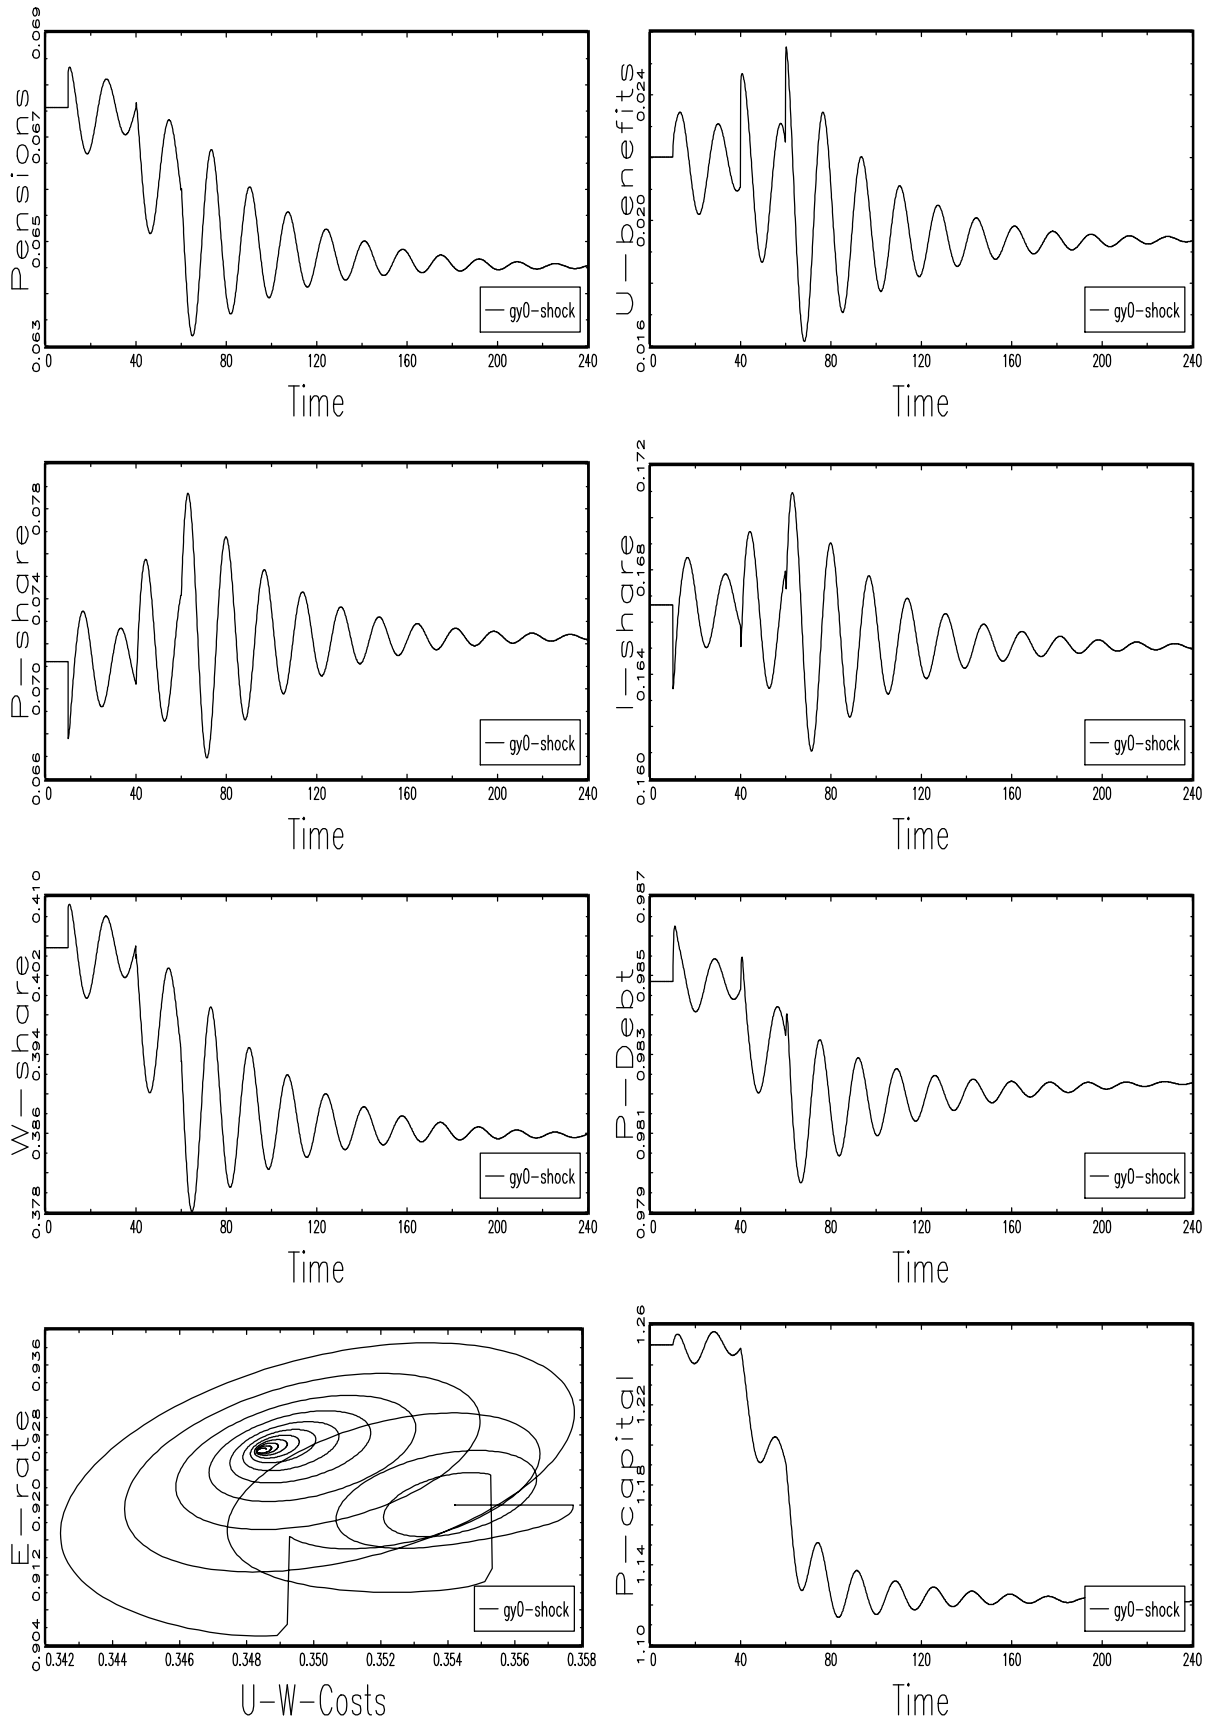 Pensions
0.063 0.065 0.067 0.069
gy0-shock
0 40 80 120 160 200 240
Time
U-benefits
0.016 0.020 0.024
gy0-shock
0 40 80 120 160 200 240
Time
P-share
0.066 0.070 0.074 0.078
gy0-shock
0 40 80 120 160 200 240
Time
I-share
0.160 0.164 0.168 0.172
gy0-shock
0 40 80 120 160 200 240
Time
W-share
0.378 0.386 0.394 0.402 0.410
gy0-shock
0 40 80 120 160 200 240
Time
P-Debt
0.979 0.981 0.983 0.985 0.987
gy0-shock
0 40 80 120 160 200 240
Time
E-rate
0.904 0.912 0.920 0.928 0.936
gy0-shock
0.342 0.344 0.346 0.348 0.350 0.352 0.354 0.356 0.358
U-W-Costs
P-capital
1.10 1.14 1.18 1.22 1.26
gy0-shock
0 40 80 120 160 200 240
Time